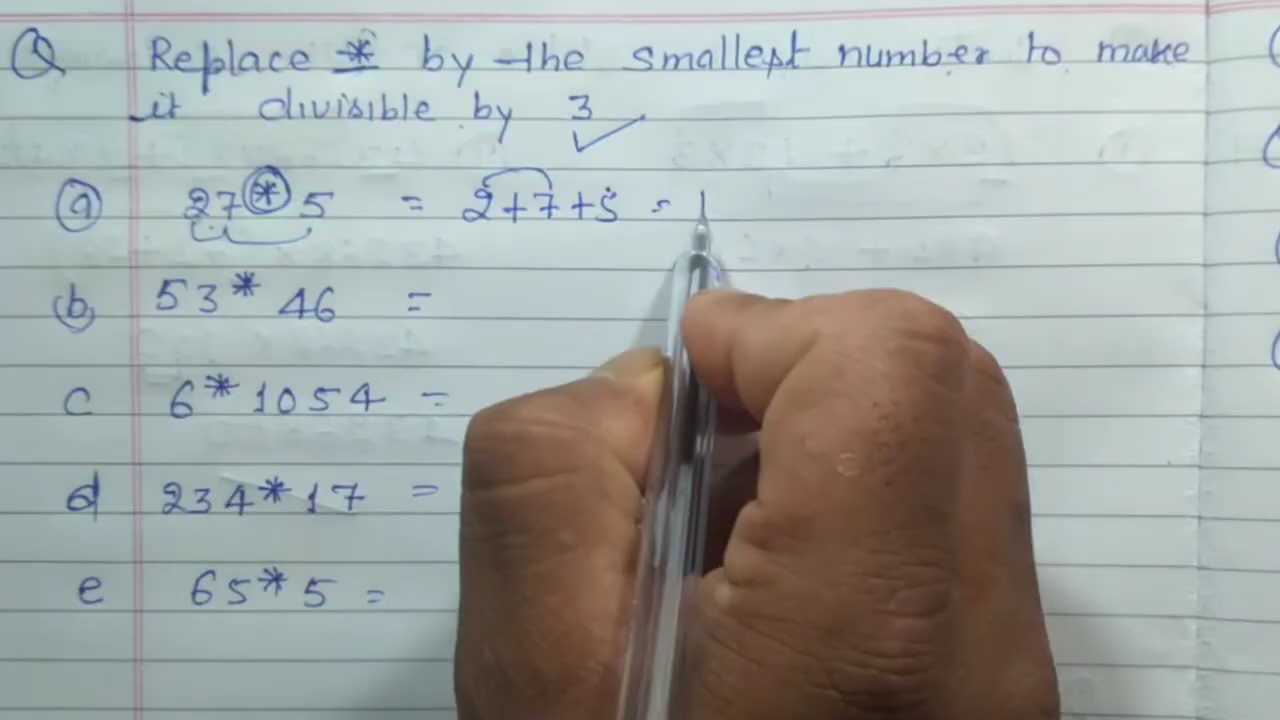 Q Replace * by the smallest number to make
it divisible by 3
a 27*5 = 2+7+5 = 1
b 53*46 =
c 6*1054 =
d 234*17 =
e 65*5 =